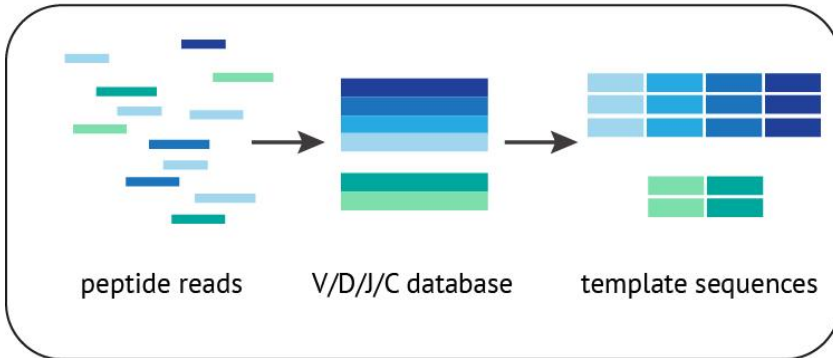 peptide reads
V/D/J/C database
template sequences